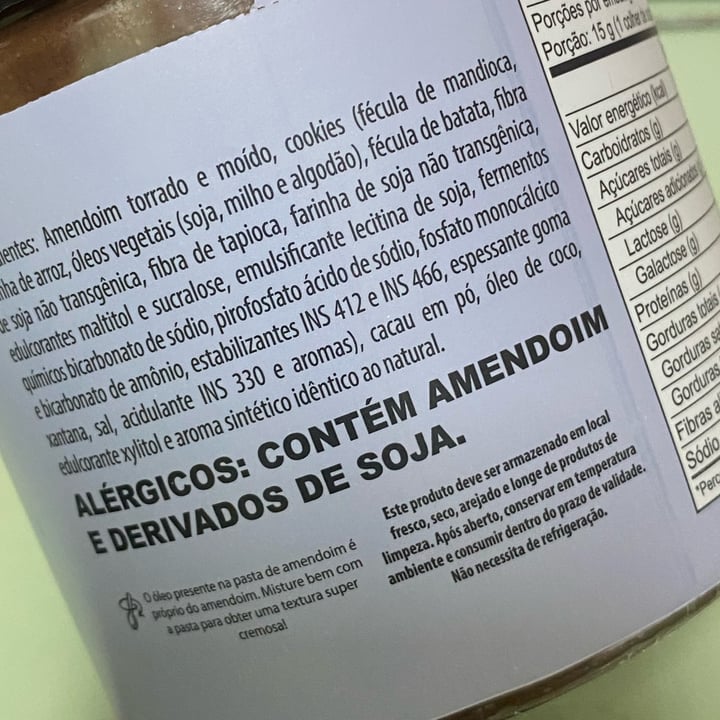 Amendoim torrado e moído, cookies (fécula de mandioca,
de arroz, óleos vegetais (soja, milho e algodão), fécula de batata, fibra
de soja não transgênica, fibra de tapioca, farinha de soja não transgênica,
edulcorantes maltitol e sucralose, emulsificante lecitina de soja, fermentos
químicos bicarbonato de sódio, pirofosfato ácido de sódio, fosfato monocálcico
e bicarbonato de amônio, estabilizantes INS 412 e INS 466, espessante goma
xantana, sal, acidulante INS 330 e aromas), cacau em pó, óleo de coco,
edulcorante xylitol e aroma sintético idêntico ao natural.
ALÉRGICOS: CONTÉM AMENDOIM
E DERIVADOS DE SOJA.
O óleo presente na pasta de amendoim é
próprio do amendoim. Misture bem com
a pasta para obter uma textura super
cremosa!
Este produto deve ser armazenado em local
fresco, seco, arejado e longe de produtos de
limpeza. Após aberto, conservar em temperatura
ambiente e consumir dentro do prazo de validade.
Não necessita de refrigeração.
Porções por
Porção: 15 g (1 colher de
Valor energético (kcal)
Carboidratos (g)
Açúcares totais (g)
Açúcares adicionados
Lactose (g)
Galactose (g)
Proteínas (g)
Gorduras totais
Gorduras
Gorduras
Fibras
Sódio